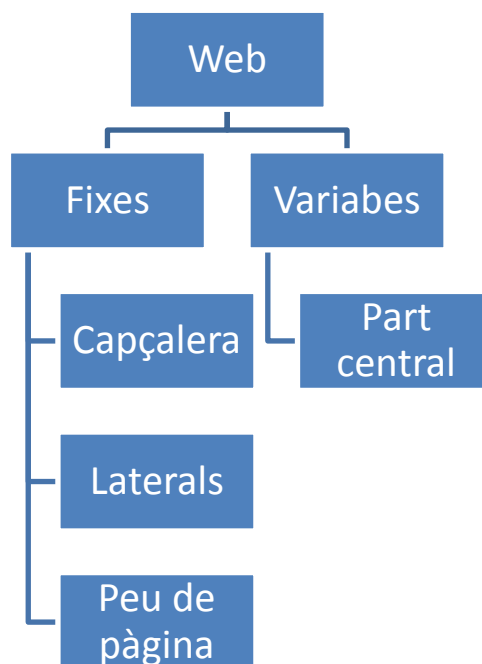 Web
Fixes
Variabes
Capçalera
Part
central
Laterals
Peu de
pàgina